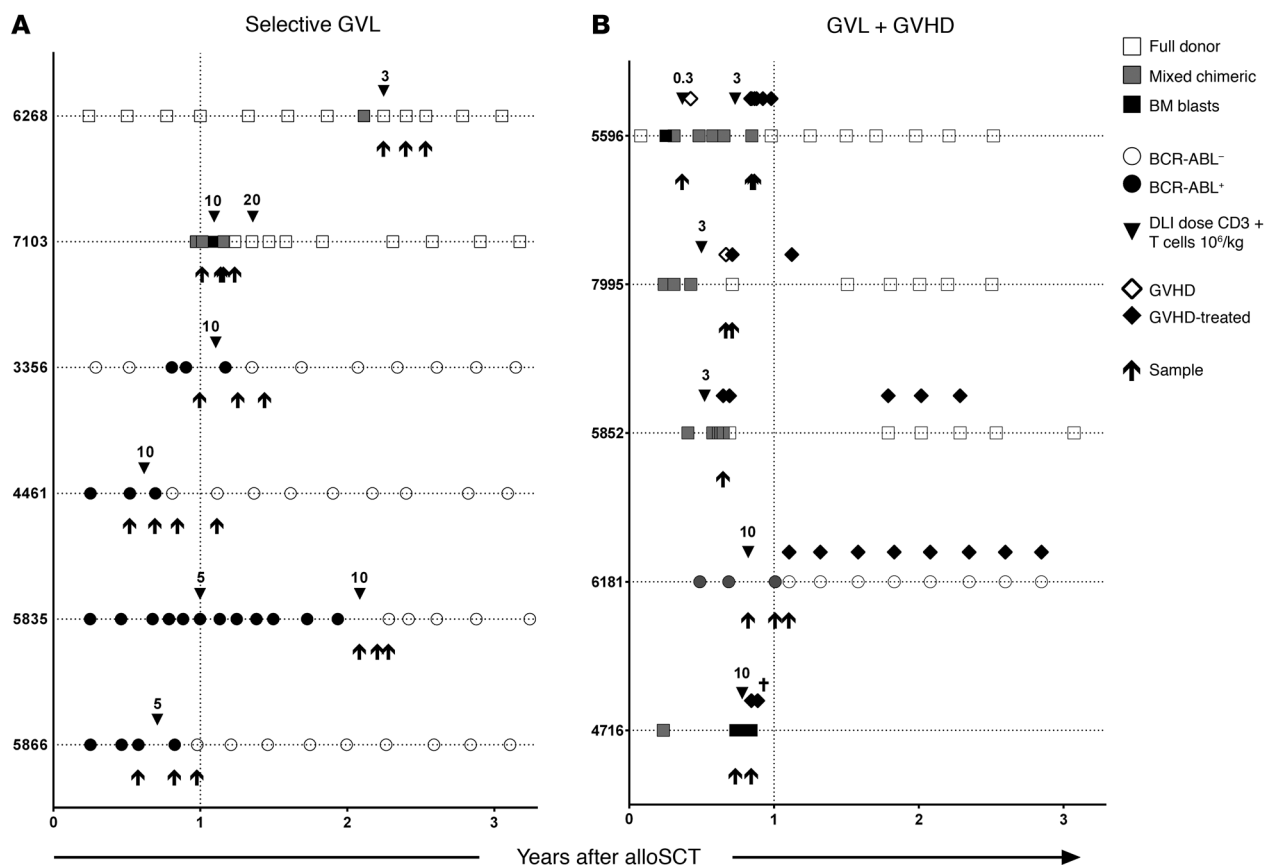 A
Selective GVL
3
6268
10 20
7103
10
3356
10
4461
5 10
5835
5
5866
0 1 2 3
B
GVL + GVHD
0.3 3
5596
3
7995
3
5852
10
6181
10 †
4716
0 1 2 3
Years after alloSCT
Full donor
Mixed chimeric
BM blasts
BCR-ABL⁻
BCR-ABL⁺
DLI dose CD3 +
T cells 10⁶/kg
GVHD
GVHD-treated
Sample